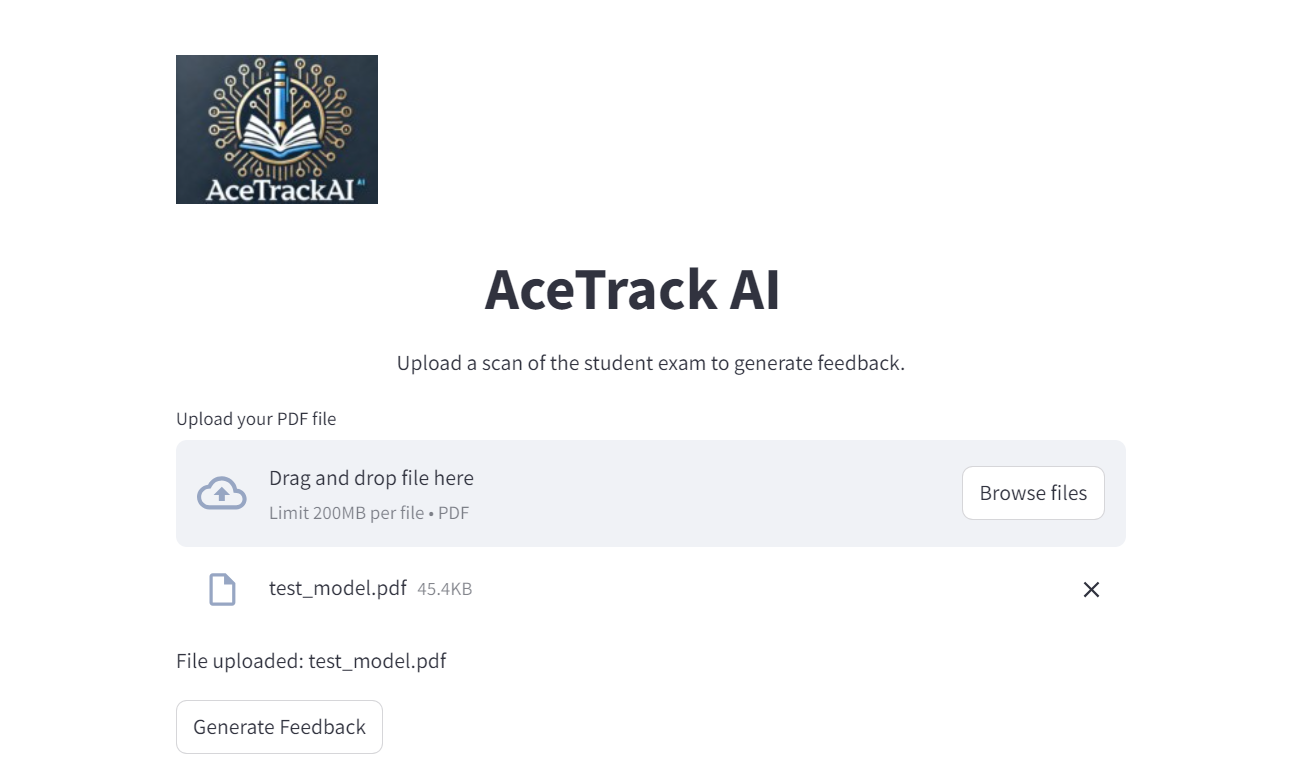 AceTrackAI AI
AceTrack AI
Upload a scan of the student exam to generate feedback.
Upload your PDF file
Drag and drop file here
Limit 200MB per file • PDF
Browse files
test_model.pdf 45.4KB
File uploaded: test_model.pdf
Generate Feedback